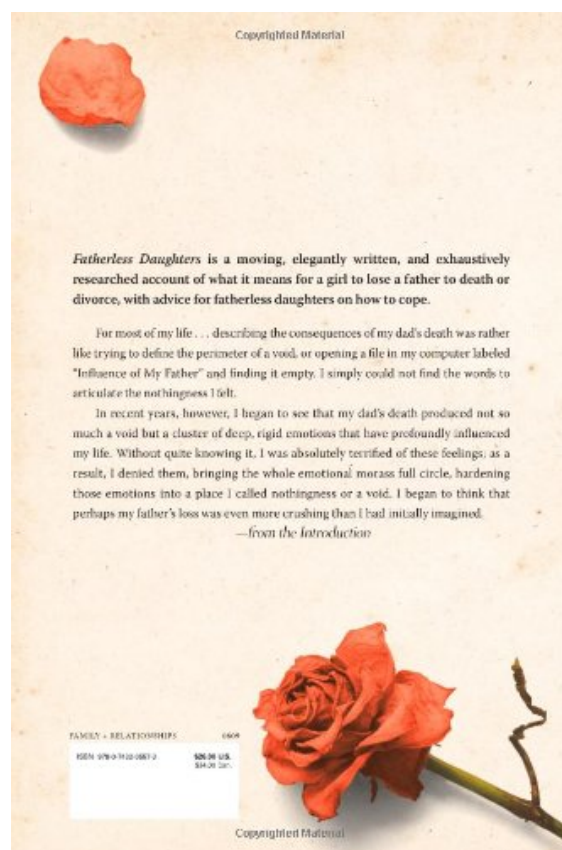 Copyrighted Material
Fatherless Daughters is a moving, elegantly written, and exhaustively
researched account of what it means for a girl to lose a father to death or
divorce, with advice for fatherless daughters on how to cope.
For most of my life . . . describing the consequences of my dad's death was rather
like trying to define the perimeter of a void, or opening a file in my computer labeled
"Influence of My Father" and finding it empty. I simply could not find the words to
articulate the nothingness I felt.
In recent years, however, I began to see that my dad's death produced not so
much a void but a cluster of deep, rigid emotions that have profoundly influenced
my life. Without quite knowing it, I was absolutely terrified of these feelings; as a
result, I denied them, bringing the whole emotional morass full circle, hardening
those emotions into a place I called nothingness or a void. I began to think that
perhaps my father's loss was even more crushing than I had initially imagined.
—from the Introduction
FAMILY & RELATIONSHIPS 0609
ISBN $26.00 U.S.
Can.
Copyrighted Material